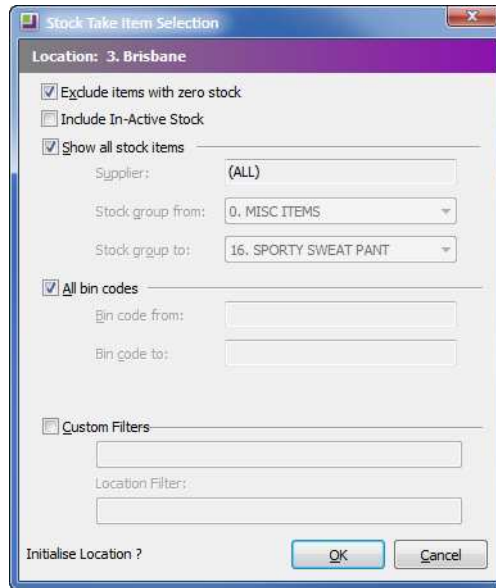 Stock Take Item Selection
Location: 3. Brisbane
Exclude items with zero stock
Include In-Active Stock
Show all stock items
Supplier: (ALL)
Stock group from: 0. MISC ITEMS
Stock group to: 16. SPORTY SWEAT PANT
All bin codes
Bin code from:
Bin code to:
Custom Filters
Location Filter:
Initialise Location ? OK Cancel